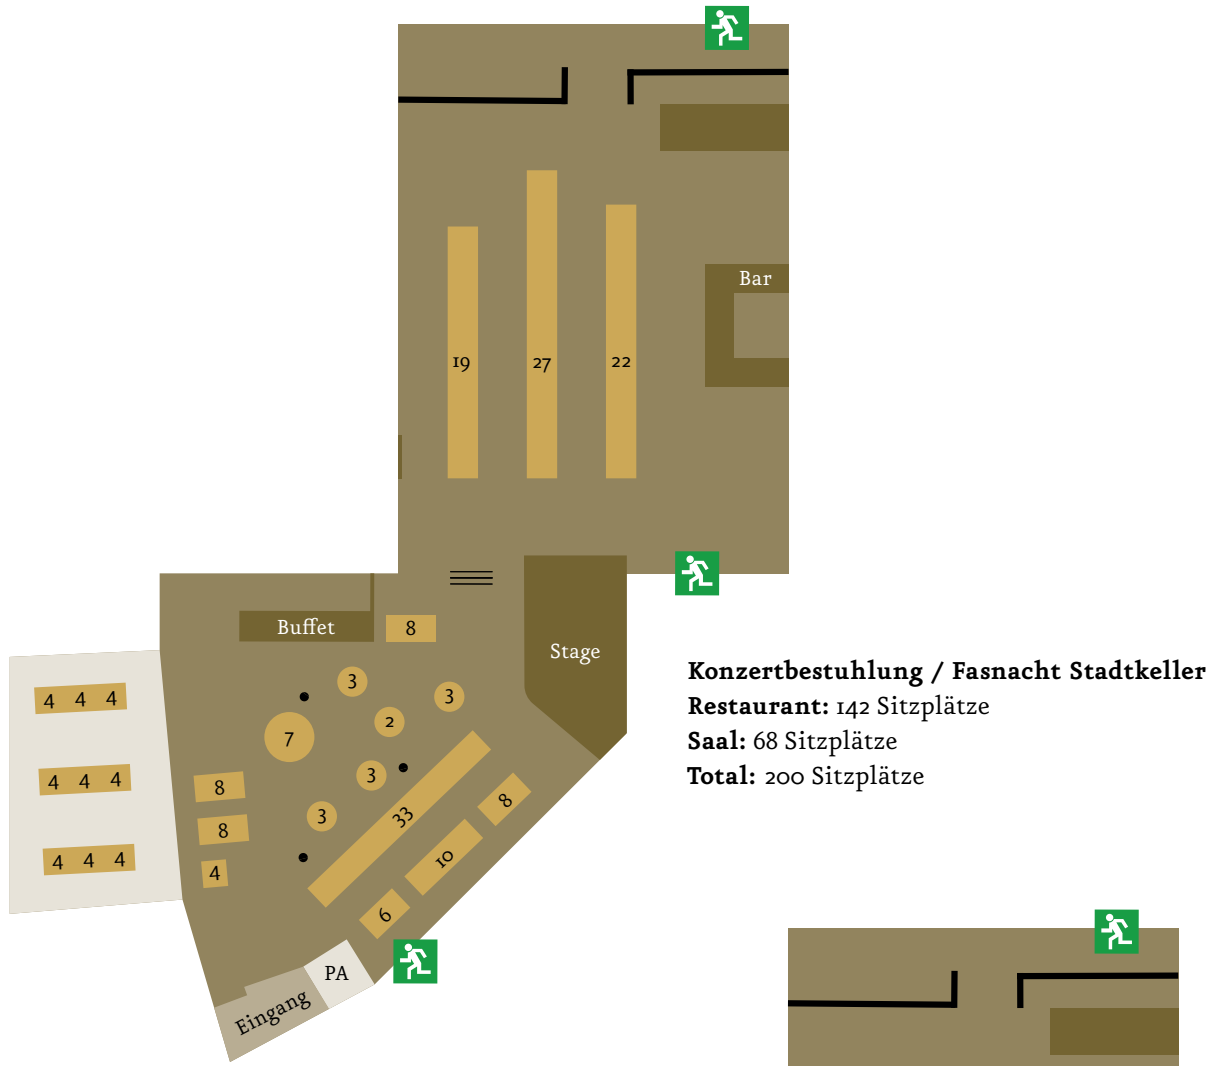 Bar
19 27 22
Buffet
8
Stage
3
3
2
7
4 4 4
4 4 4
4 4 4
3
8
8
4
3
33
8
10
6
PA
Eingang
Konzertbestuhlung / Fasnacht Stadtkeller
Restaurant: 142 Sitzplätze
Saal: 68 Sitzplätze
Total: 200 Sitzplätze